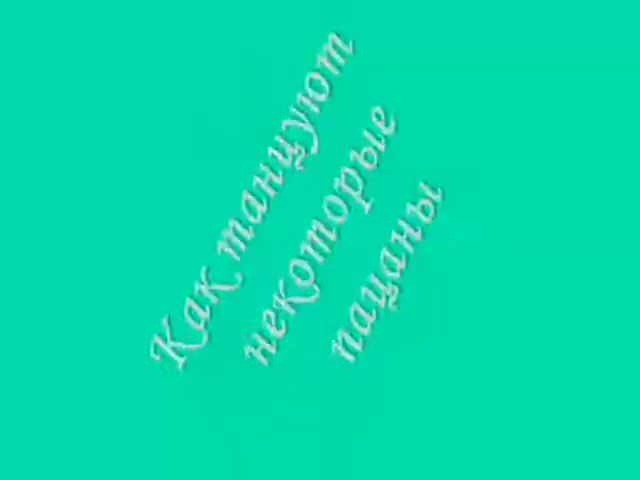 Как танцуют
некоторые
пацаны